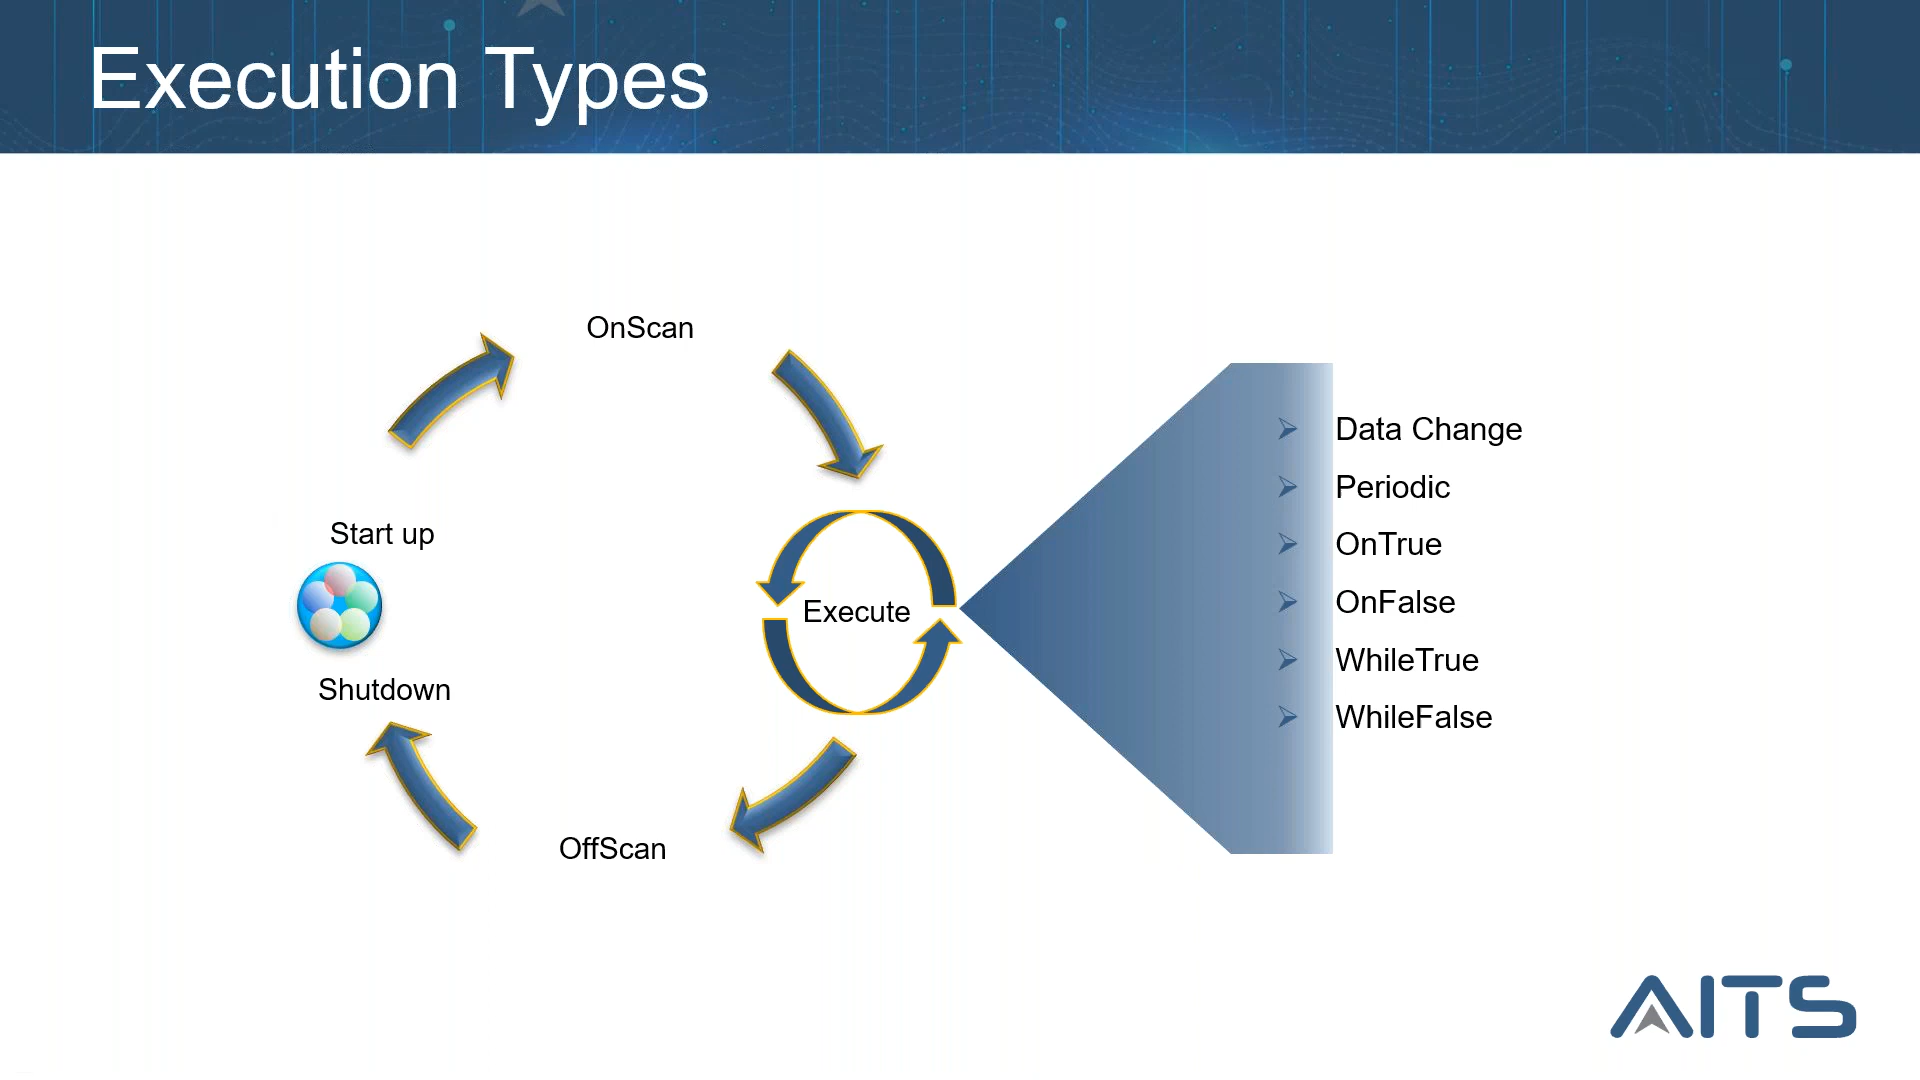 Execution Types
OnScan
Start up
Execute
Shutdown
OffScan
Data Change
Periodic
OnTrue
OnFalse
WhileTrue
WhileFalse
AITS